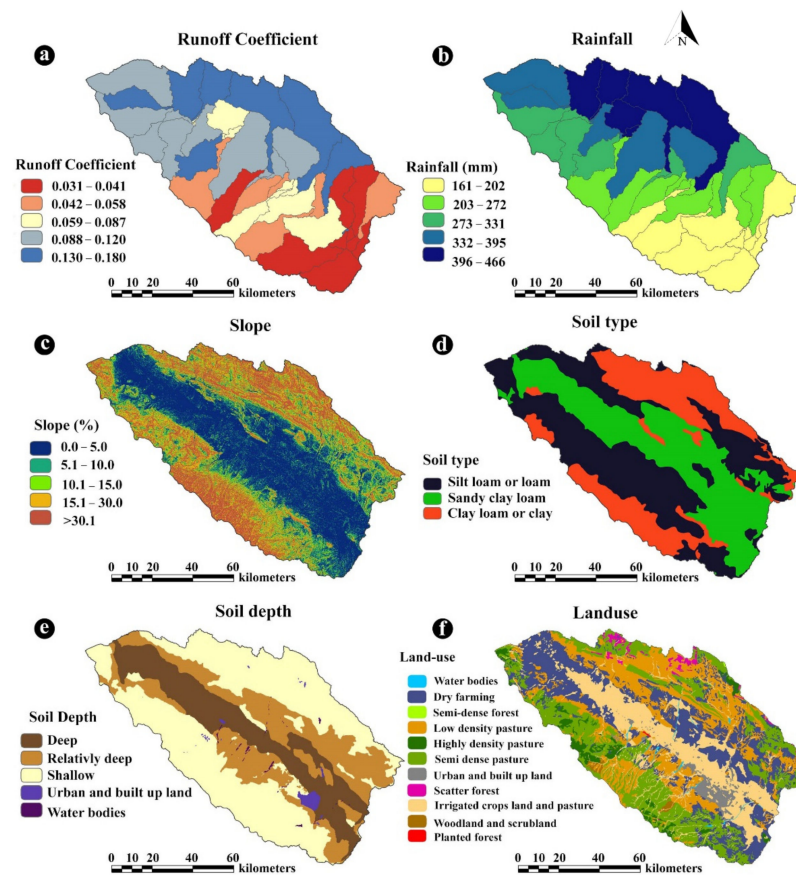 Runoff Coefficient
a
Runoff Coefficient
0.031 – 0.041
0.042 – 0.058
0.059 – 0.087
0.088 – 0.120
0.130 – 0.180
0 20 40 60
kilometers
Rainfall
N
b
Rainfall (mm)
161 – 202
203 – 272
273 – 331
332 – 395
396 – 466
0 20 40 60
kilometers
Slope
c
Slope (%)
0.0 – 5.0
5.1 – 10.0
10.1 – 15.0
15.1 – 30.0
>30.1
0 20 40 60
kilometers
Soil type
d
Soil type
Silt loam or loam
Sandy clay loam
Clay loam or clay
0 20 40 60
kilometers
Soil depth
e
Soil Depth
Deep
Relativly deep
Shallow
Urban and built up land
Water bodies
0 20 40 60
kilometers
Landuse
f
Land-use
Water bodies
Dry farming
Semi-dense forest
Low density pasture
Highly density pasture
Semi dense pasture
Urban and built up land
Scatter forest
Irrigated crops land and pasture
Woodland and scrubland
Planted forest
0 20 40 60
kilometers